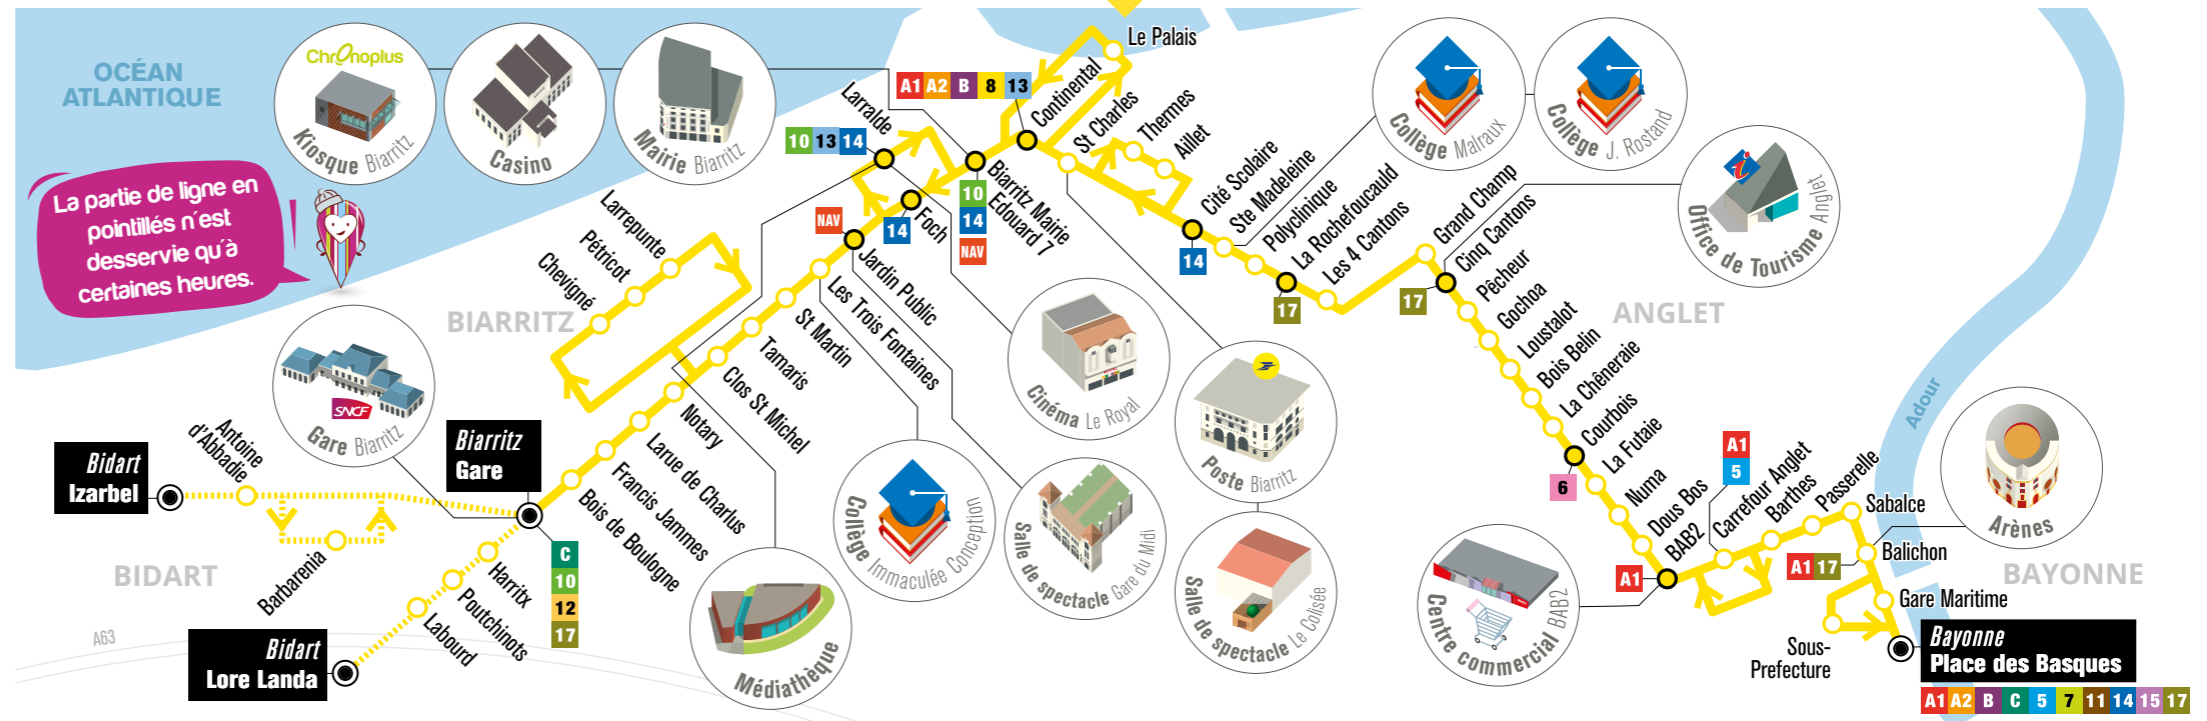 OCÉAN
ATLANTIQUE
La partie de ligne en
pointillés n'est
desservie qu'à
certaines heures.
Chronoplus
Kiosque Biarritz
Casino
Mairie Biarritz
A1 A2 B 8 13
10 13 14
Larralde
Le Palais
Continental
St Charles
Thermes
Aillet
Cité Scolaire
Ste Madeleine
Polyclinique
La Rochefoucauld
Les 4 Cantons
Grand Champ
Cinq Cantons
Pêcheur
Gochoa
Loustalot
Bois Belin
La Chêneraie
Courbois
La Futaie
Numa
Dous Bos
BAB2
Carrefour Anglet
Barthes
Passerelle
Sabalce
Balichon
Gare Maritime
Sous-
Prefecture
Bayonne
Place des Basques
A1 A2 B C 5 7 11 14 15 17
Collège Malraux
Collège J. Rostand
Office de Tourisme Anglet
14
17
17
6
A1
5
A1
A1 17
Arènes
Centre commercial BAB2
BIARRITZ
ANGLET
BAYONNE
BIDART
Adour
A63
Biarritz Mairie
Edouard 7
10
14
NAV
Foch
14
NAV
Jardin Public
Les Trois Fontaines
St Martin
Tamaris
Clos St Michel
Notary
Larue de Charlus
Francis Jammes
Bois de Boulogne
Larrepunte
Pétricot
Chevigné
SNCF
Gare Biarritz
Biarritz
Gare
C
10
12
17
Antoine
d'Abbadie
Bidart
Izarbel
Barbarenia
Harritx
Poutchinots
Labourd
Bidart
Lore Landa
Médiathèque
Collège Immaculée Conception
Salle de spectacle Gare du Midi
Cinéma Le Royal
Poste Biarritz
Salle de spectacle Le Colisée